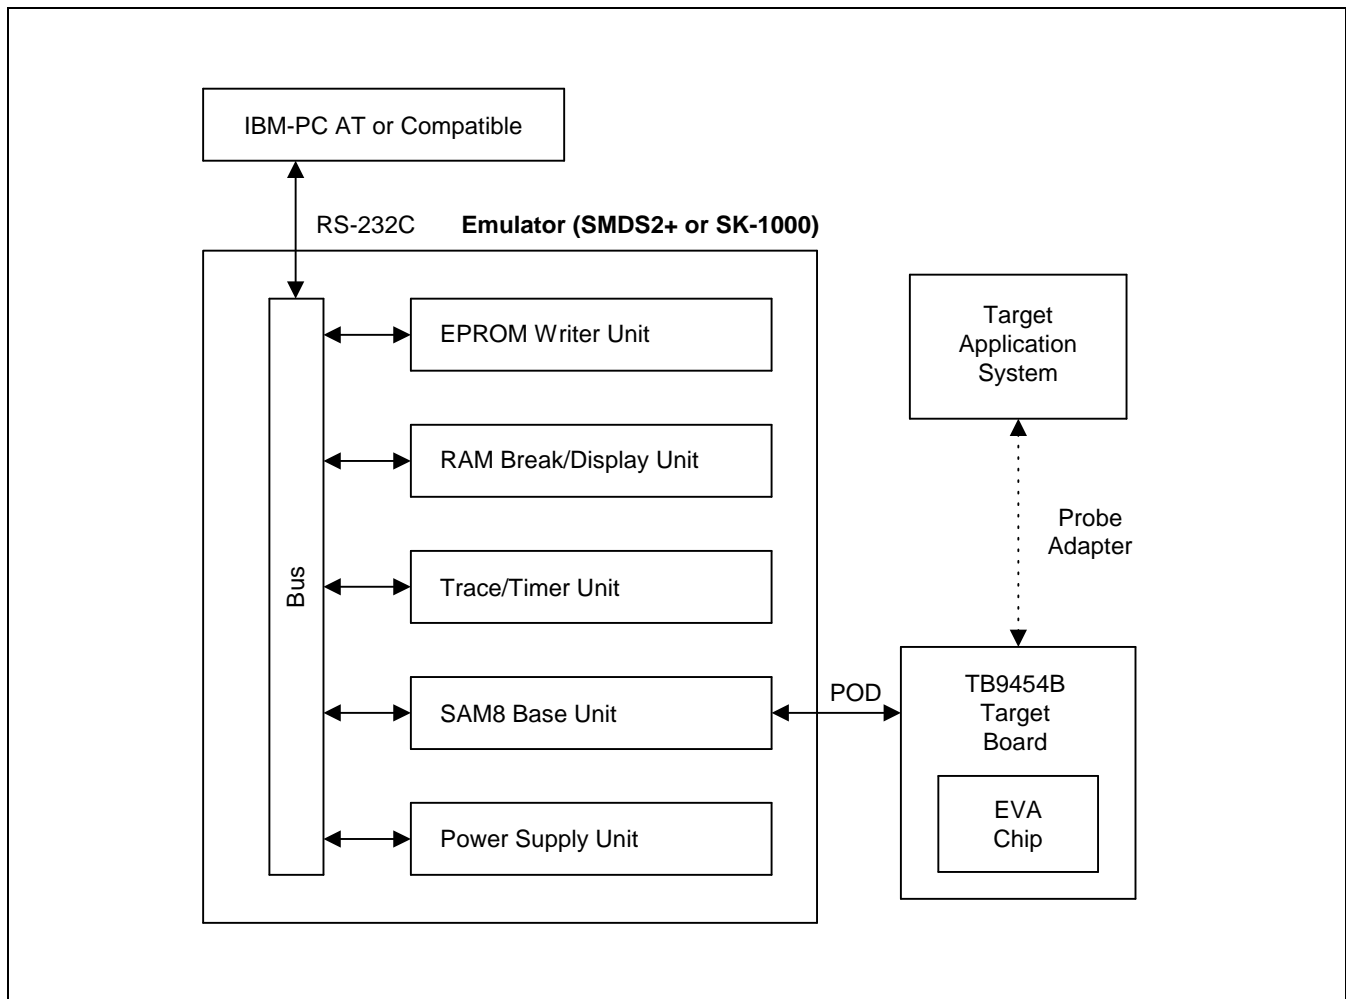 IBM-PC AT or Compatible
RS-232C
Emulator (SMDS2+ or SK-1000)
Bus
EPROM Writer Unit
RAM Break/Display Unit
Trace/Timer Unit
SAM8 Base Unit
Power Supply Unit
POD
Target
Application
System
Probe
Adapter
TB9454B
Target
Board
EVA
Chip